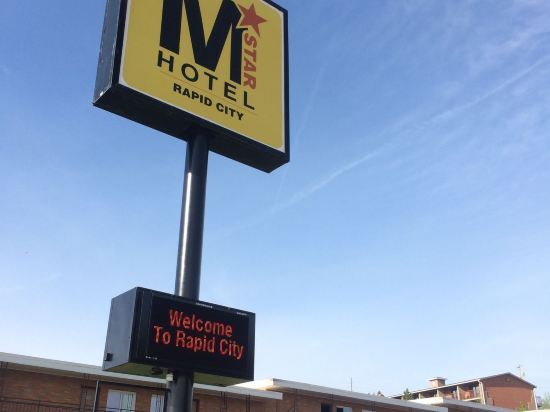 M STAR
HOTEL
RAPID CITY
Welcome
To Rapid City